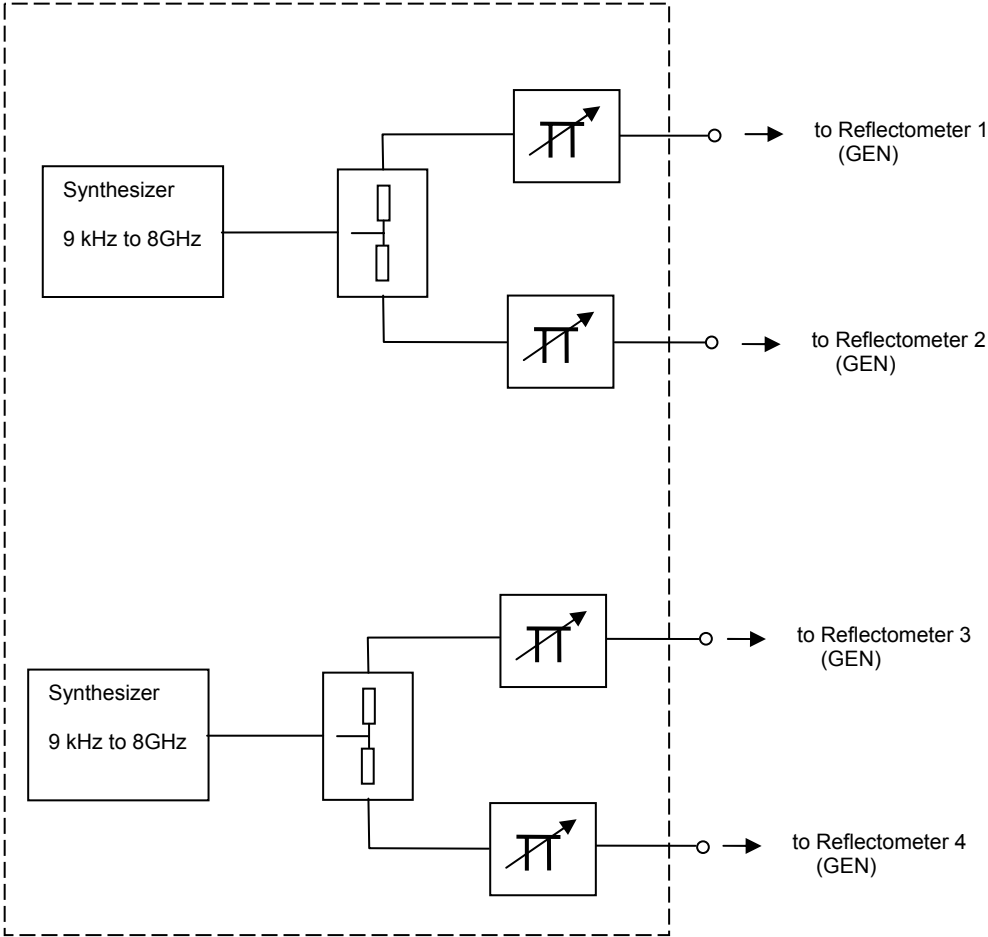 to Reflectometer 1
(GEN)
Synthesizer
9 kHz to 8GHz
to Reflectometer 2
(GEN)
to Reflectometer 3
(GEN)
Synthesizer
9 kHz to 8GHz
to Reflectometer 4
(GEN)